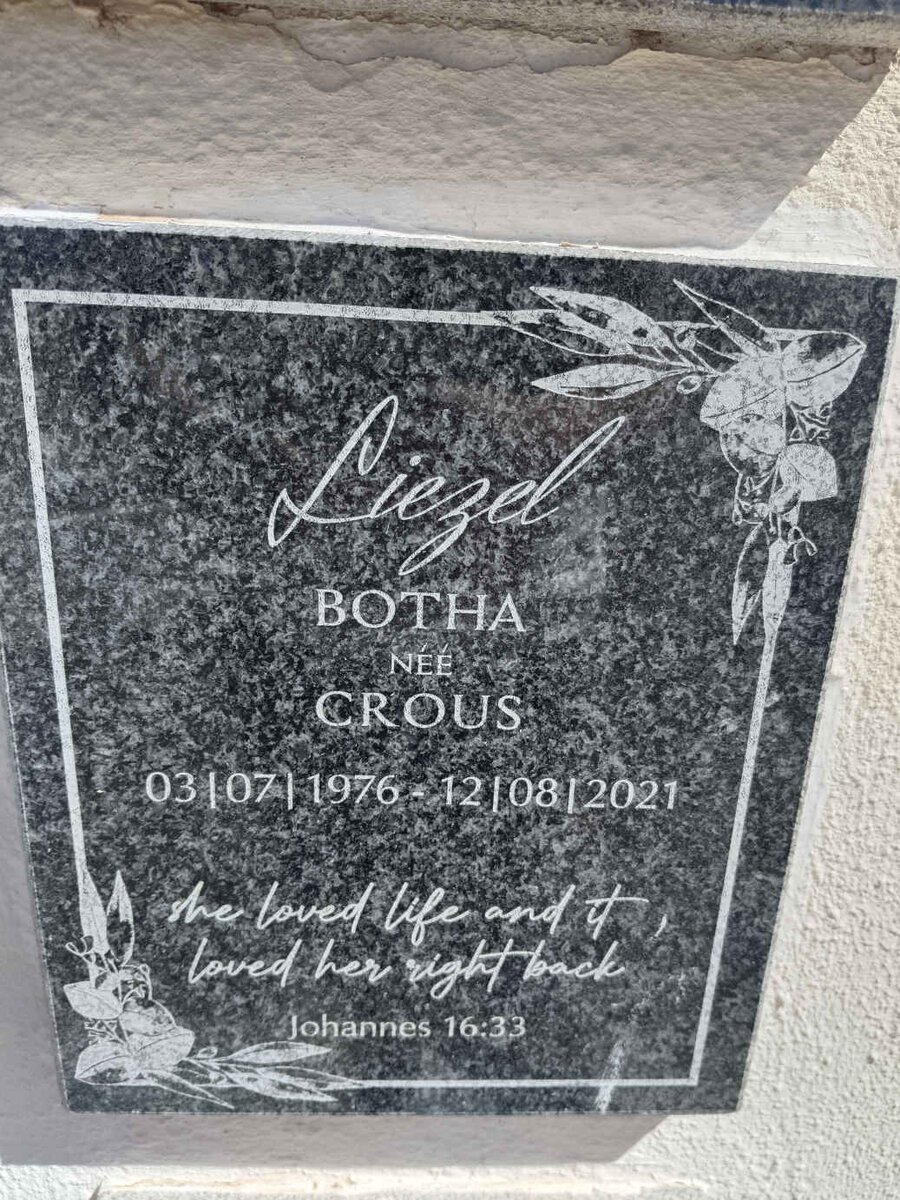 Liezel
BOTHA
NÉÉ
CROUS
03|07|1976 - 12|08|2021
she loved life and it,
loved her right back
Johannes 16:33